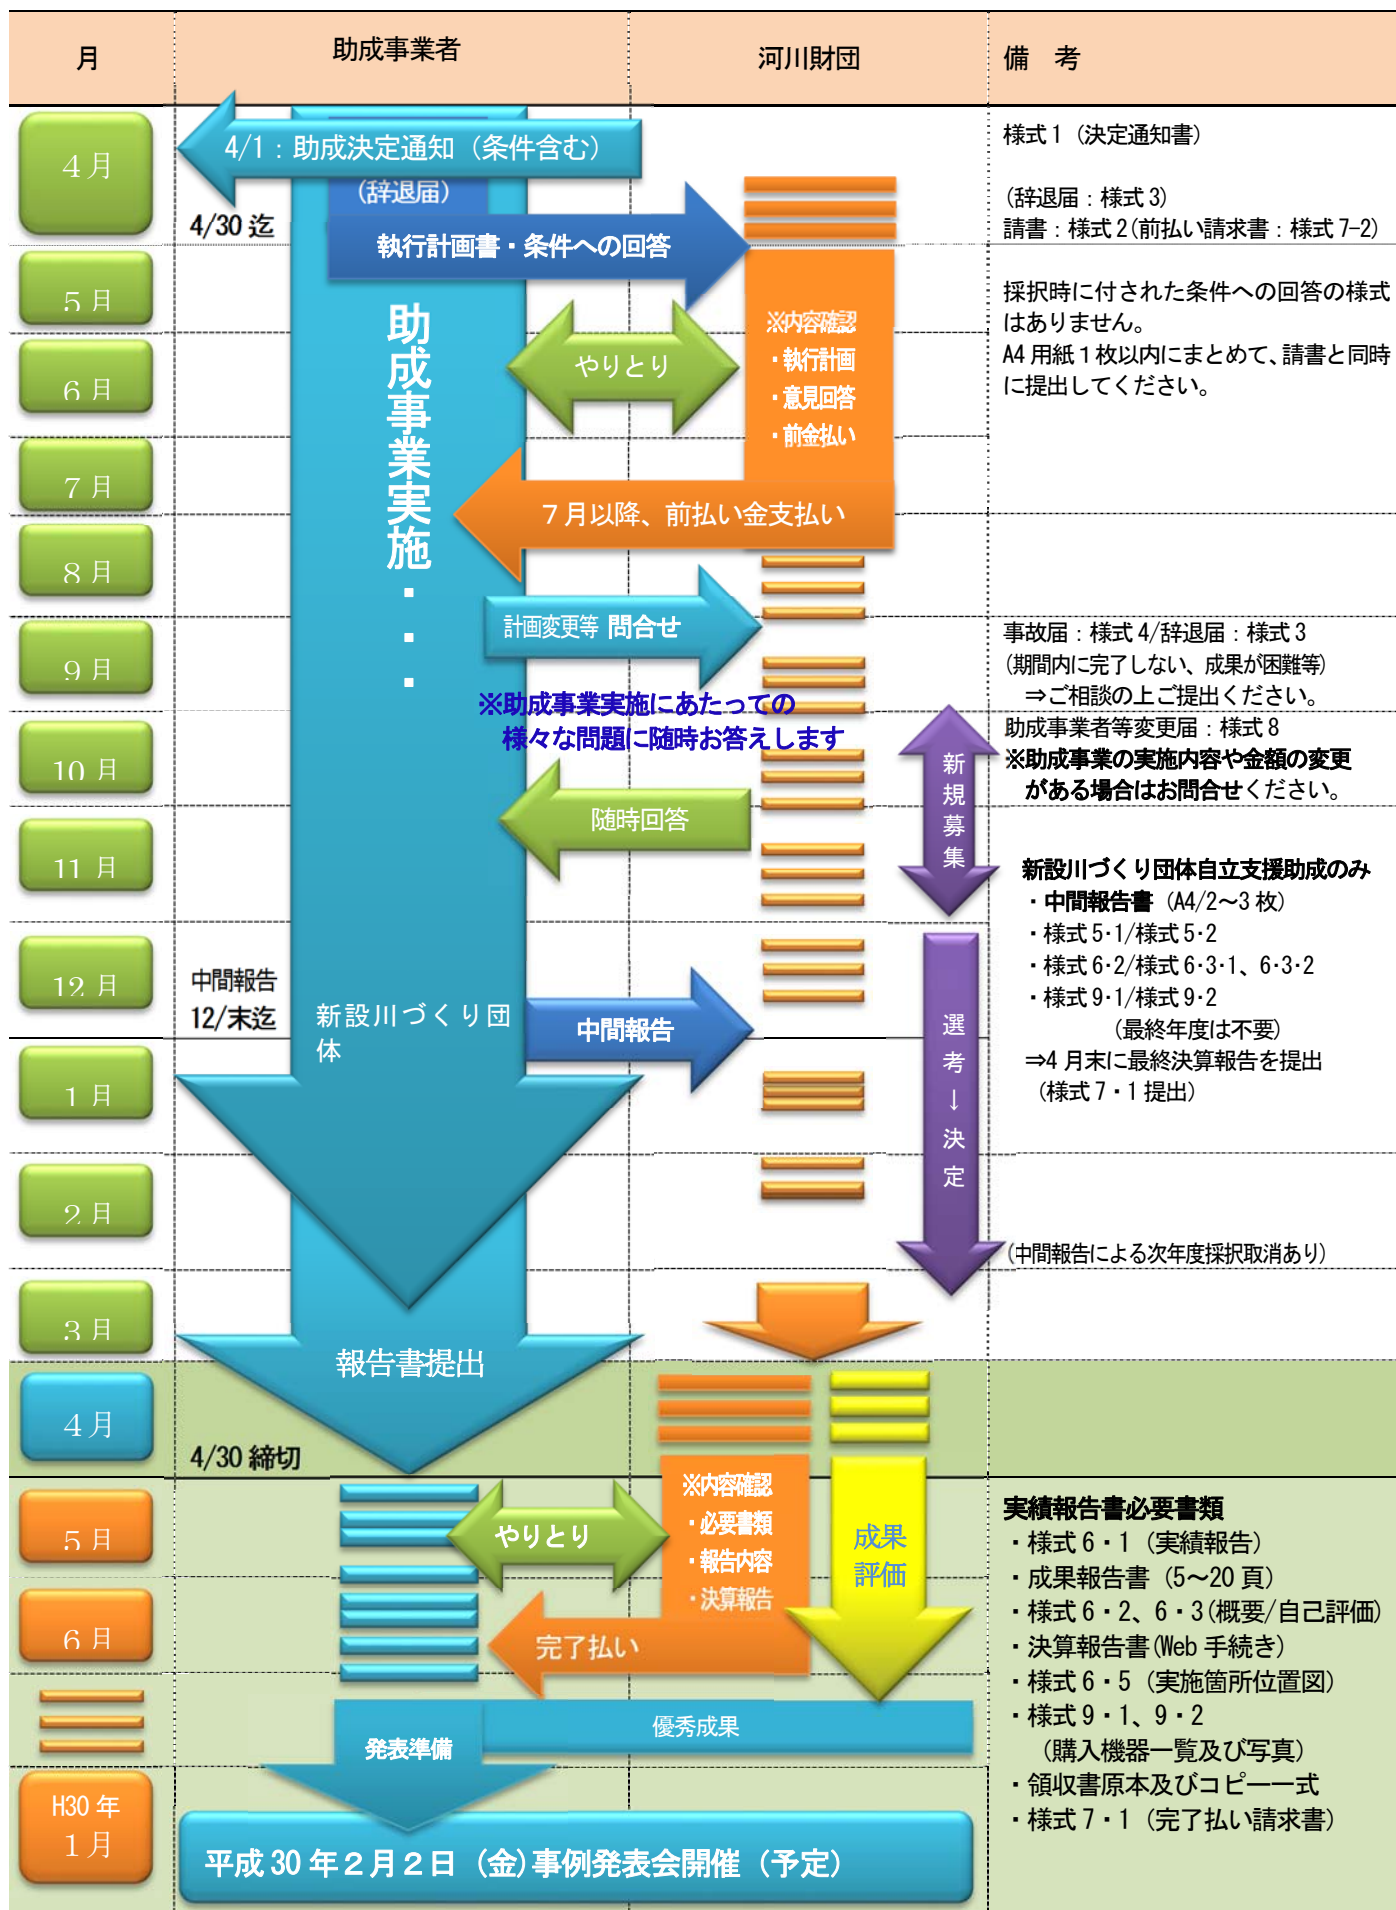 月
助成事業者
河川財団
備　考
4月
4/1：助成決定通知（条件含む）
(辞退届)
4/30 迄
執行計画書・条件への回答
様式 1（決定通知書）
(辞退届：様式 3)
請書：様式 2(前払い請求書：様式 7-2)
5月
6月
助成事業実施・・・
やりとり
※内容確認
・執行計画
・意見回答
・前金払い
採択時に付された条件への回答の様式
はありません。
A4 用紙 1 枚以内にまとめて、請書と同時
に提出してください。
7月
7月以降、前払い金支払い
8月
計画変更等 問合せ
9月
事故届：様式 4/辞退届：様式 3
(期間内に完了しない、成果が困難等)
⇒ご相談の上ご提出ください。
※助成事業実施にあたっての
様々な問題に随時お答えします
10月
新規募集
助成事業者等変更届：様式 8
※助成事業の実施内容や金額の変更
がある場合はお問合せください。
随時回答
11月
新設川づくり団体自立支援助成のみ
・中間報告書（A4/2～3 枚）
・様式 5･1/様式 5･2
・様式 6･2/様式 6･3･1、6･3･2
・様式 9･1/様式 9･2
（最終年度は不要）
⇒4 月末に最終決算報告を提出
（様式 7・1 提出）
12月
中間報告
12/末迄
新設川づくり団
体
中間報告
選考→決定
1月
2月
(中間報告による次年度採択取消あり)
3月
報告書提出
4月
4/30 締切
5月
やりとり
※内容確認
・必要書類
・報告内容
・決算報告
成果
評価
6月
完了払い
実績報告書必要書類
・様式 6・1（実績報告）
・成果報告書（5～20 頁）
・様式 6・2、6・3(概要/自己評価)
・決算報告書(Web 手続き)
・様式 6・5（実施箇所位置図）
・様式 9・1、9・2
（購入機器一覧及び写真）
・領収書原本及びコピー一式
・様式 7・1（完了払い請求書）
発表準備
優秀成果
H30 年
1月
平成 30 年２月２日（金)事例発表会開催（予定）